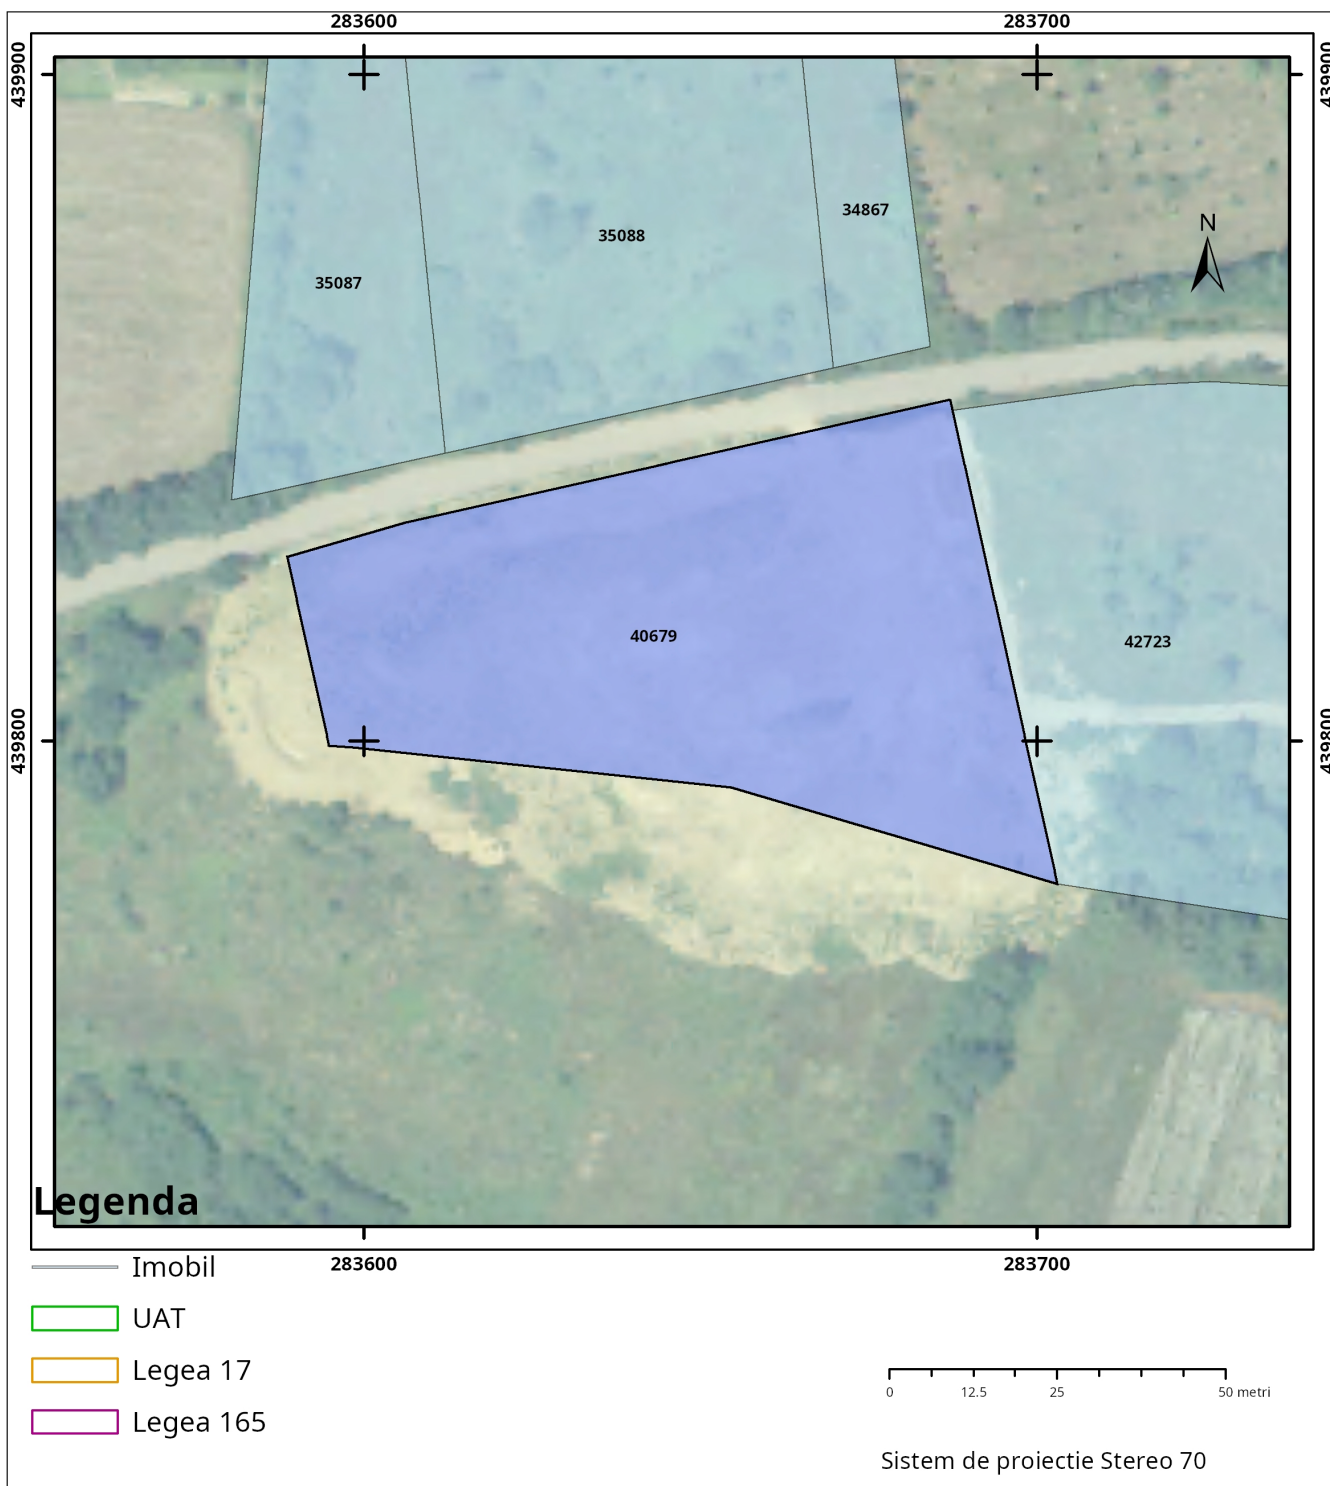 283600 283700
439900 439900
34867
35088
N
35087
40679
42723
439800 439800
Legenda
283600 283700
Imobil
UAT
Legea 17
Legea 165
0 12.5 25 50 metri
Sistem de proiectie Stereo 70